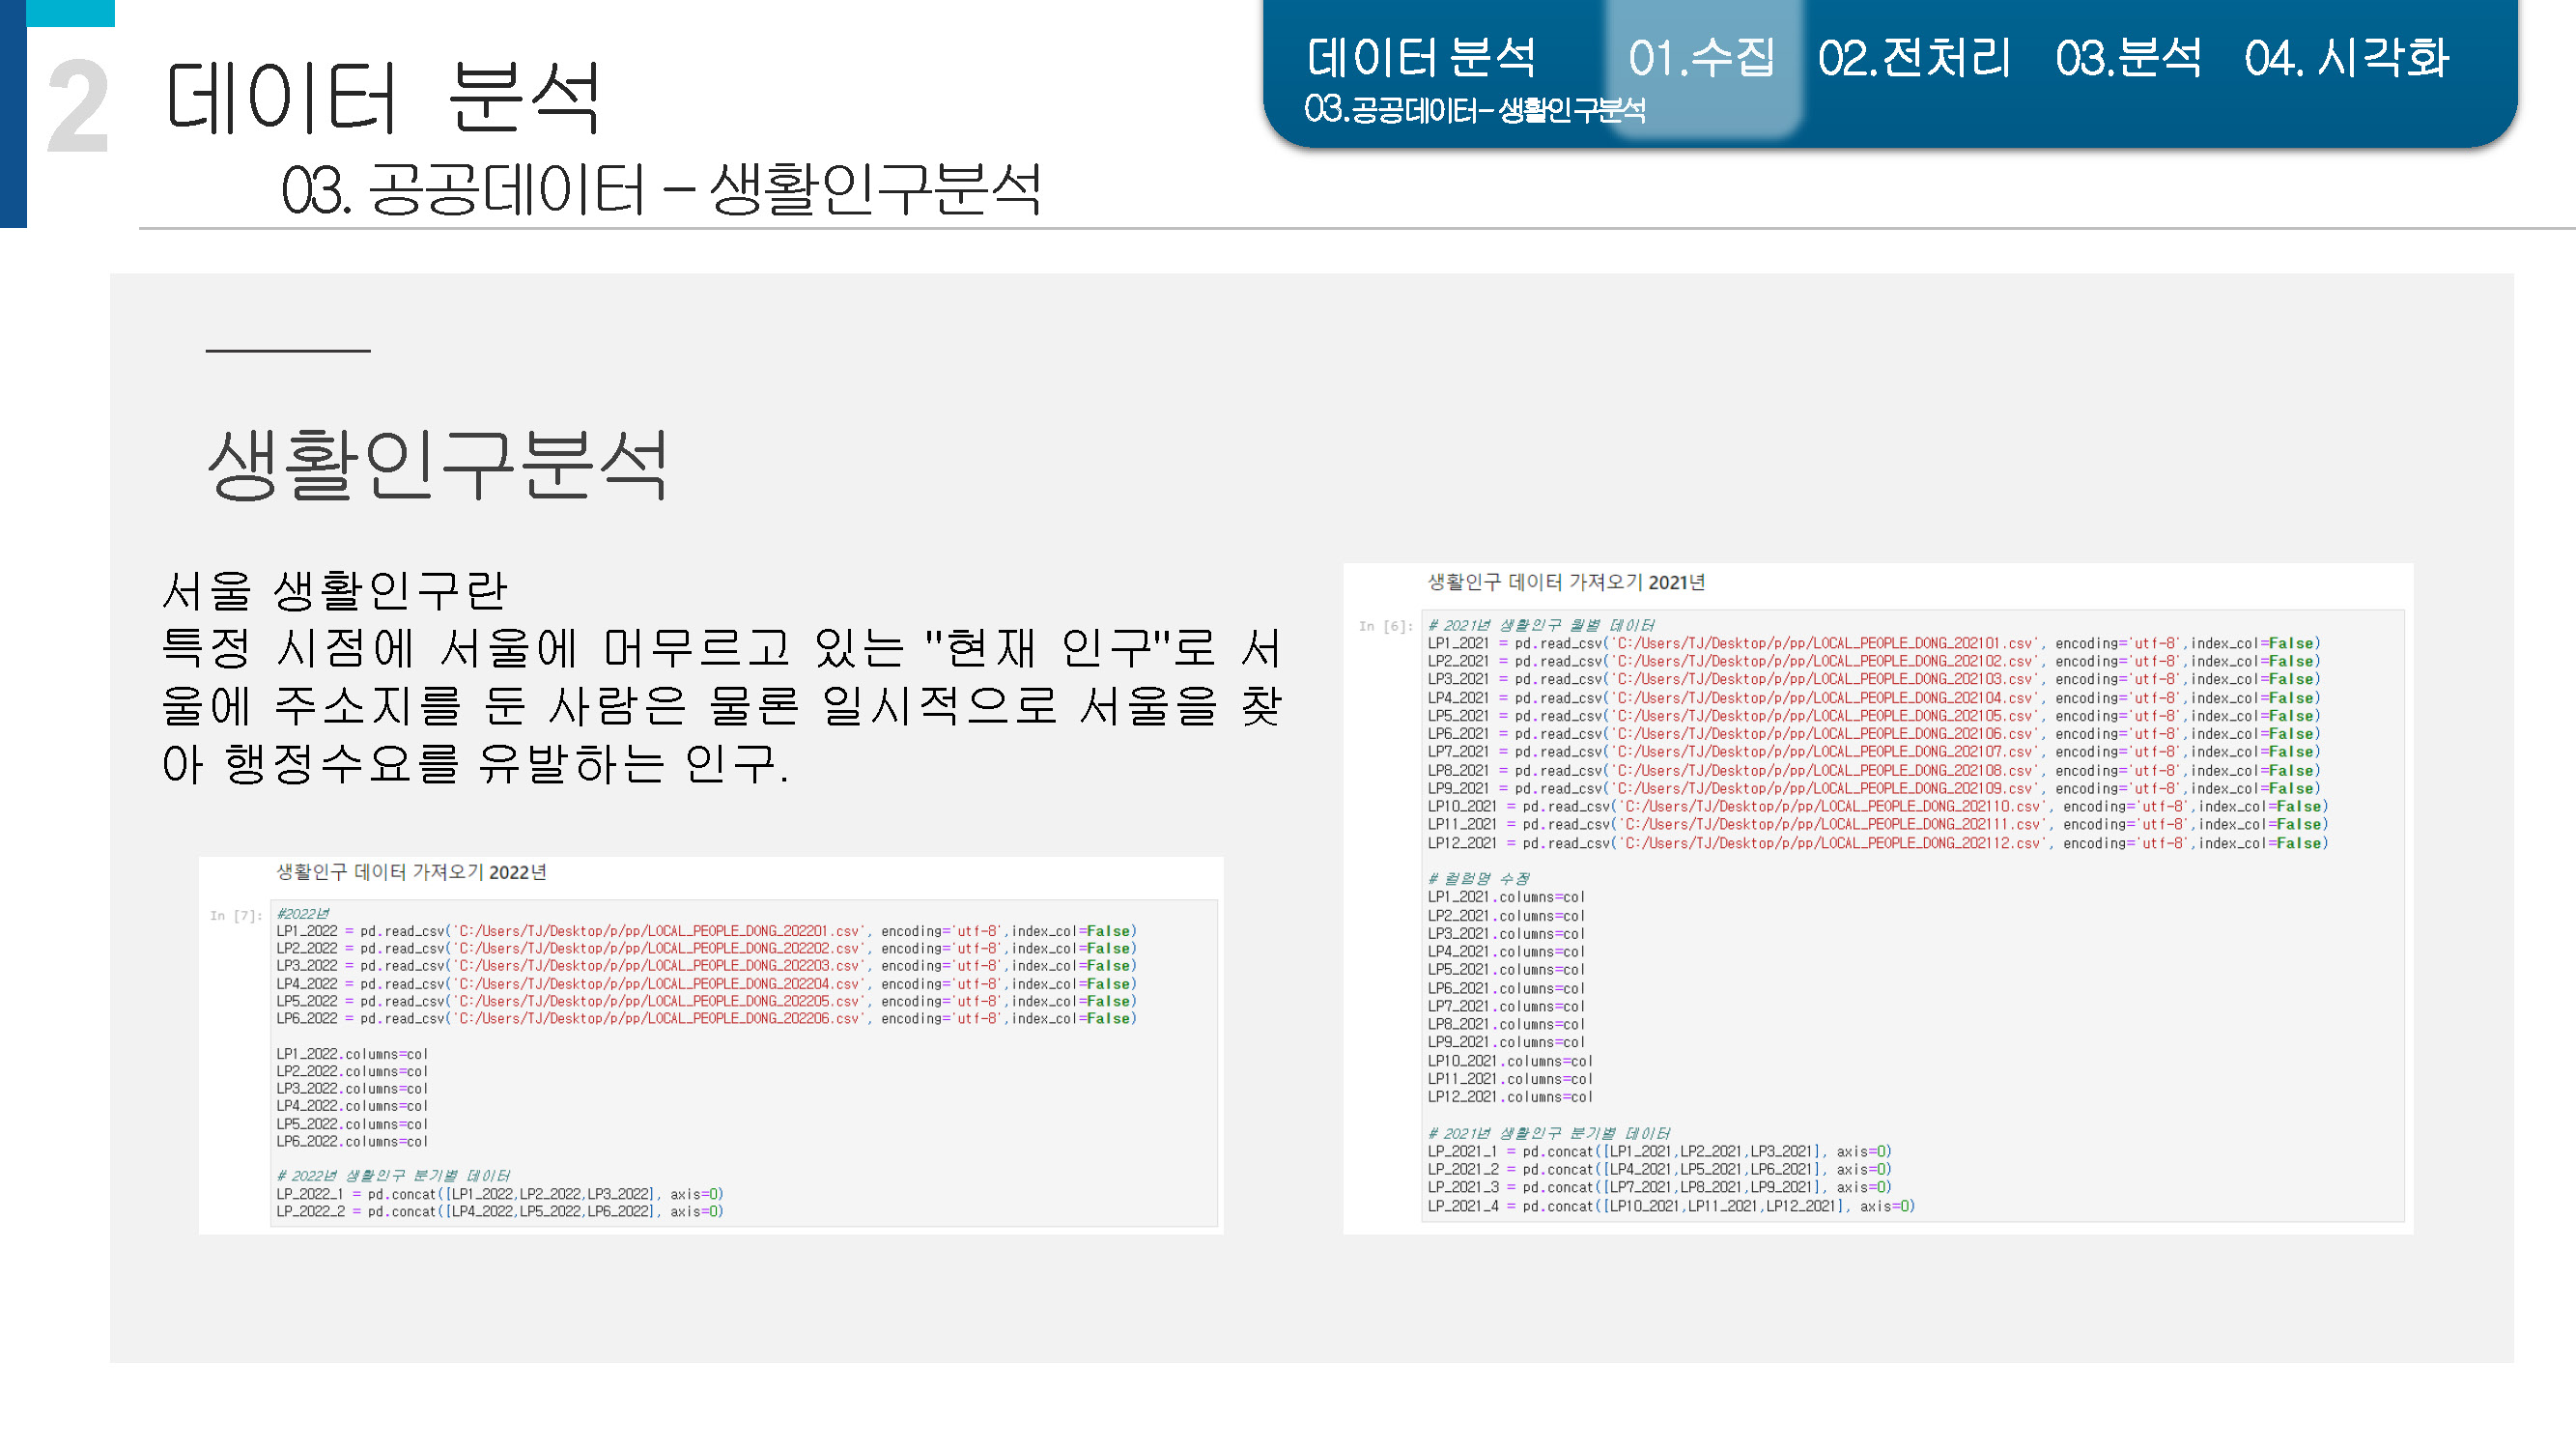 2
데이터 분석
03. 공공데이터 – 생활인구분석
데이터 분석 01.수집 02.전처리 03.분석 04. 시각화
03.공공데이터– 생활인구분석
생활인구분석
서울 생활인구란
특정 시점에 서울에 머무르고 있는 "현재 인구"로 서
울에 주소지를 둔 사람은 물론 일시적으로 서울을 찾
아 행정수요를 유발하는 인구.
생활인구 데이터 가져오기 2022년
In [7]:
#2022년
LP1_2022 = pd.read_csv('C:/Users/TJ/Desktop/p/pp/LOCAL_PEOPLE_DONG_202201.csv', encoding='utf-8',index_col=False)
LP2_2022 = pd.read_csv('C:/Users/TJ/Desktop/p/pp/LOCAL_PEOPLE_DONG_202202.csv', encoding='utf-8',index_col=False)
LP3_2022 = pd.read_csv('C:/Users/TJ/Desktop/p/pp/LOCAL_PEOPLE_DONG_202203.csv', encoding='utf-8',index_col=False)
LP4_2022 = pd.read_csv('C:/Users/TJ/Desktop/p/pp/LOCAL_PEOPLE_DONG_202204.csv', encoding='utf-8',index_col=False)
LP5_2022 = pd.read_csv('C:/Users/TJ/Desktop/p/pp/LOCAL_PEOPLE_DONG_202205.csv', encoding='utf-8',index_col=False)
LP6_2022 = pd.read_csv('C:/Users/TJ/Desktop/p/pp/LOCAL_PEOPLE_DONG_202206.csv', encoding='utf-8',index_col=False)
LP1_2022.columns=col
LP2_2022.columns=col
LP3_2022.columns=col
LP4_2022.columns=col
LP5_2022.columns=col
LP6_2022.columns=col
# 2022년 생활인구 분기별 데이터
LP_2022_1 = pd.concat([LP1_2022,LP2_2022,LP3_2022], axis=0)
LP_2022_2 = pd.concat([LP4_2022,LP5_2022,LP6_2022], axis=0)
생활인구 데이터 가져오기 2021년
In [6]:
# 2021년 생활인구 월별 데이터
LP1_2021 = pd.read_csv('C:/Users/TJ/Desktop/p/pp/LOCAL_PEOPLE_DONG_202101.csv', encoding='utf-8',index_col=False)
LP2_2021 = pd.read_csv('C:/Users/TJ/Desktop/p/pp/LOCAL_PEOPLE_DONG_202102.csv', encoding='utf-8',index_col=False)
LP3_2021 = pd.read_csv('C:/Users/TJ/Desktop/p/pp/LOCAL_PEOPLE_DONG_202103.csv', encoding='utf-8',index_col=False)
LP4_2021 = pd.read_csv('C:/Users/TJ/Desktop/p/pp/LOCAL_PEOPLE_DONG_202104.csv', encoding='utf-8',index_col=False)
LP5_2021 = pd.read_csv('C:/Users/TJ/Desktop/p/pp/LOCAL_PEOPLE_DONG_202105.csv', encoding='utf-8',index_col=False)
LP6_2021 = pd.read_csv('C:/Users/TJ/Desktop/p/pp/LOCAL_PEOPLE_DONG_202106.csv', encoding='utf-8',index_col=False)
LP7_2021 = pd.read_csv('C:/Users/TJ/Desktop/p/pp/LOCAL_PEOPLE_DONG_202107.csv', encoding='utf-8',index_col=False)
LP8_2021 = pd.read_csv('C:/Users/TJ/Desktop/p/pp/LOCAL_PEOPLE_DONG_202108.csv', encoding='utf-8',index_col=False)
LP9_2021 = pd.read_csv('C:/Users/TJ/Desktop/p/pp/LOCAL_PEOPLE_DONG_202109.csv', encoding='utf-8',index_col=False)
LP10_2021 = pd.read_csv('C:/Users/TJ/Desktop/p/pp/LOCAL_PEOPLE_DONG_202110.csv', encoding='utf-8',index_col=False)
LP11_2021 = pd.read_csv('C:/Users/TJ/Desktop/p/pp/LOCAL_PEOPLE_DONG_202111.csv', encoding='utf-8',index_col=False)
LP12_2021 = pd.read_csv('C:/Users/TJ/Desktop/p/pp/LOCAL_PEOPLE_DONG_202112.csv', encoding='utf-8',index_col=False)
# 컬럼명 수정
LP1_2021.columns=col
LP2_2021.columns=col
LP3_2021.columns=col
LP4_2021.columns=col
LP5_2021.columns=col
LP6_2021.columns=col
LP7_2021.columns=col
LP8_2021.columns=col
LP9_2021.columns=col
LP10_2021.columns=col
LP11_2021.columns=col
LP12_2021.columns=col
# 2021년 생활인구 분기별 데이터
LP_2021_1 = pd.concat([LP1_2021,LP2_2021,LP3_2021], axis=0)
LP_2021_2 = pd.concat([LP4_2021,LP5_2021,LP6_2021], axis=0)
LP_2021_3 = pd.concat([LP7_2021,LP8_2021,LP9_2021], axis=0)
LP_2021_4 = pd.concat([LP10_2021,LP11_2021,LP12_2021], axis=0)